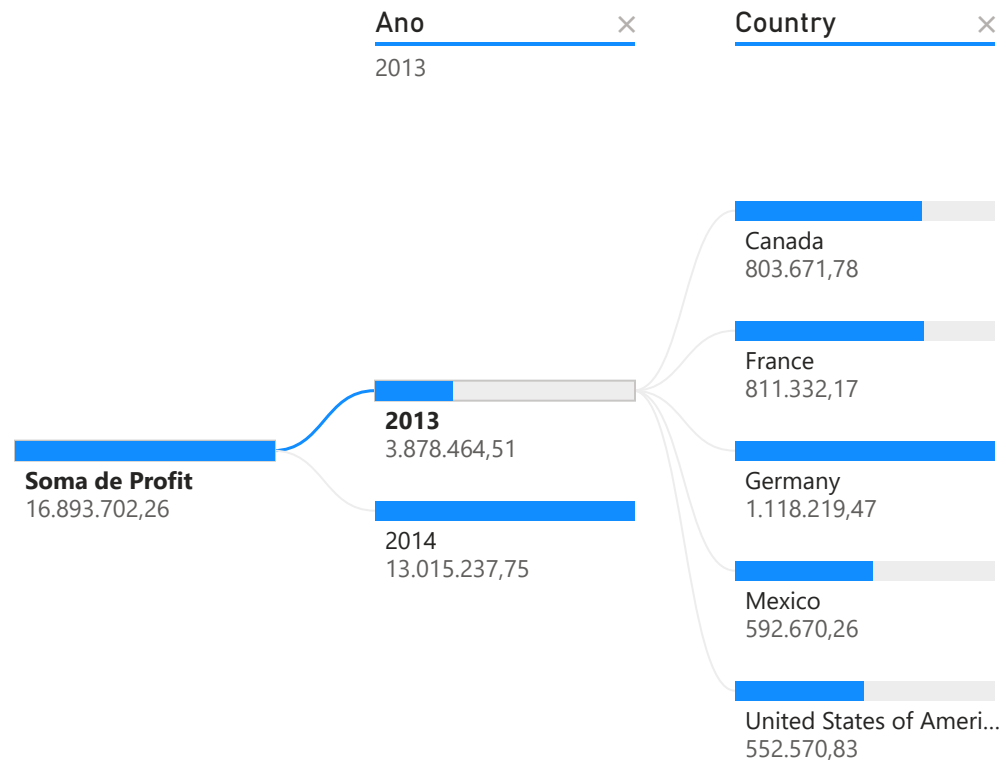 Ano
Country
2013
Canada
803.671,78
France
811.332,17
2013
3.878.464,51
Soma de Profit
16.893.702,26
Germany
1.118.219,47
2014
13.015.237,75
Mexico
592.670,26
United States of Ameri...
552.570,83